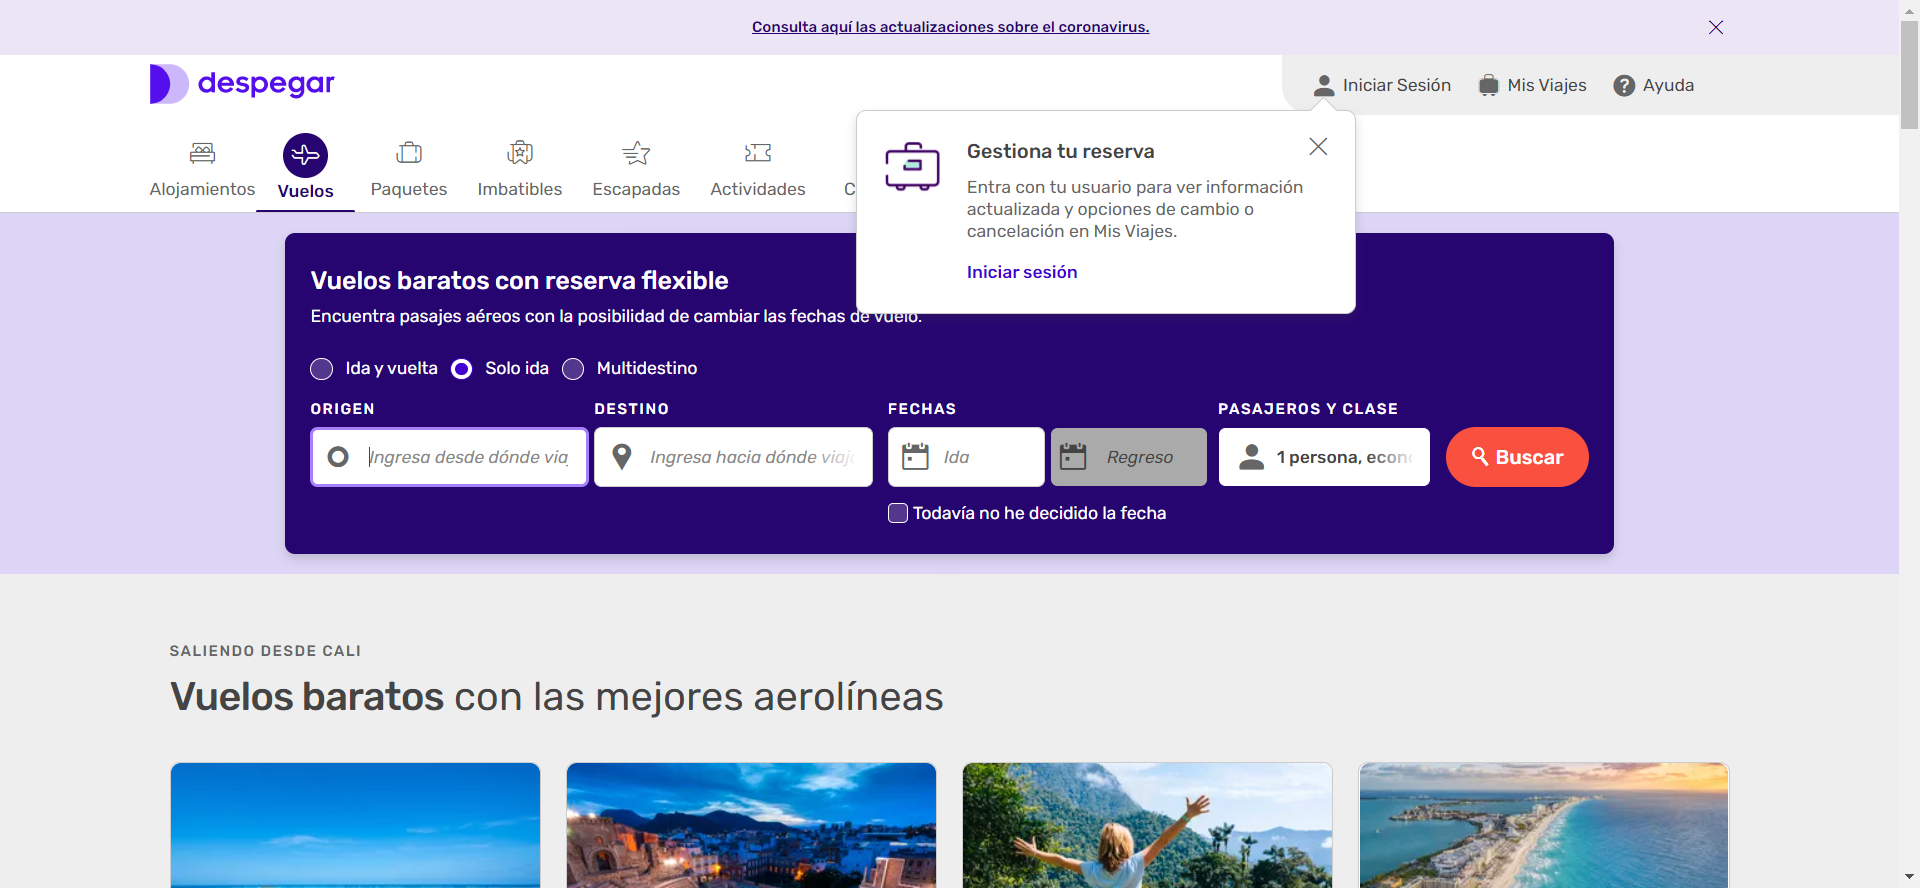 Consulta aquí las actualizaciones sobre el coronavirus.
despegar
Iniciar Sesión
Mis Viajes
Ayuda
Alojamientos
Vuelos
Paquetes
Imbatibles
Escapadas
Actividades
C
Gestiona tu reserva
Entra con tu usuario para ver información
actualizada y opciones de cambio o
cancelación en Mis Viajes.
Iniciar sesión
Vuelos baratos con reserva flexible
Encuentra pasajes aéreos con la posibilidad de cambiar las fechas de vuelo.
Ida y vuelta
Solo ida
Multidestino
ORIGEN
DESTINO
FECHAS
PASAJEROS Y CLASE
Ingresa desde dónde viaj
Ingresa hacia dónde viaja
Ida
Regreso
1 persona, econ
Buscar
Todavía no he decidido la fecha
SALIENDO DESDE CALI
Vuelos baratos con las mejores aerolíneas